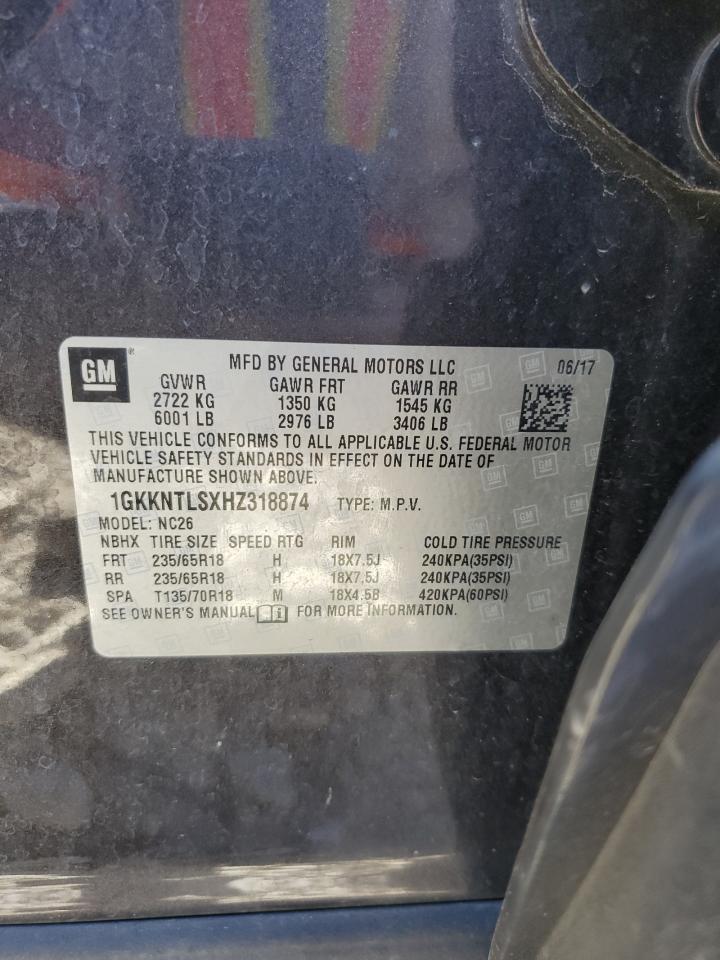 GM ® MFD BY GENERAL MOTORS LLC 06/17
GVWR GAWR FRT GAWR RR
2722 KG 1350 KG 1545 KG
6001 LB 2976 LB 3406 LB
THIS VEHICLE CONFORMS TO ALL APPLICABLE U.S. FEDERAL MOTOR
VEHICLE SAFETY STANDARDS IN EFFECT ON THE DATE OF
MANUFACTURE SHOWN ABOVE.
1GKKNTLSXHZ318874 TYPE: M.P.V.
MODEL: NC26
NBHX TIRE SIZE SPEED RTG RIM COLD TIRE PRESSURE
FRT 235/65R18 H 18X7.5J 240KPA(35PSI)
RR 235/65R18 H 18X7.5J 240KPA(35PSI)
SPA T135/70R18 M 18X4.5B 420KPA(60PSI)
SEE OWNER'S MANUAL FOR MORE INFORMATION.